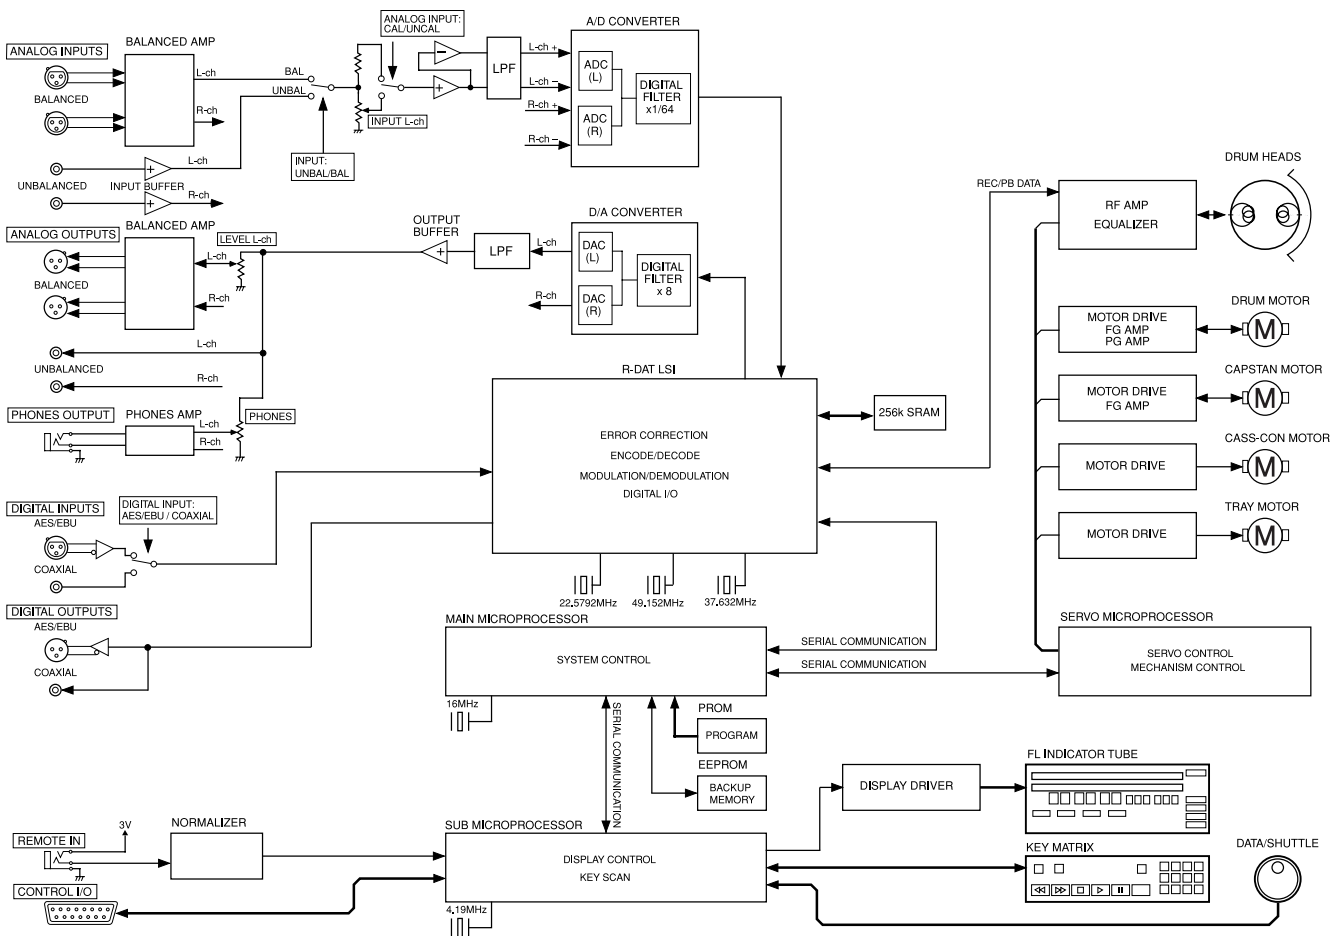 ANALOG INPUTS
BALANCED AMP
BALANCED
L-ch
R-ch
UNBALANCED
INPUT BUFFER
L-ch
R-ch
BAL
UNBAL
INPUT:
UNBAL/BAL
ANALOG INPUT:
CAL/UNCAL
INPUT L-ch
LPF
L-ch +
L-ch –
R-ch +
R-ch –
A/D CONVERTER
ADC
(L)
ADC
(R)
DIGITAL
FILTER
x1/64
ANALOG OUTPUTS
BALANCED AMP
BALANCED
LEVEL L-ch
L-ch
R-ch
OUTPUT
BUFFER
LPF
L-ch
R-ch
D/A CONVERTER
DAC
(L)
DAC
(R)
DIGITAL
FILTER
x 8
UNBALANCED
L-ch
R-ch
PHONES OUTPUT
PHONES AMP
L-ch
R-ch
PHONES
R-DAT LSI
ERROR CORRECTION
ENCODE/DECODE
MODULATION/DEMODULATION
DIGITAL I/O
256k SRAM
22.5792MHz
49.152MHz
37.632MHz
DIGITAL INPUTS
AES/EBU
COAXIAL
DIGITAL INPUT:
AES/EBU / COAXIAL
DIGITAL OUTPUTS
AES/EBU
COAXIAL
REC/PB DATA
RF AMP
EQUALIZER
DRUM HEADS
MOTOR DRIVE
FG AMP
PG AMP
DRUM MOTOR
M
MOTOR DRIVE
FG AMP
CAPSTAN MOTOR
M
MOTOR DRIVE
CASS-CON MOTOR
M
MOTOR DRIVE
TRAY MOTOR
M
SERVO MICROPROCESSOR
SERVO CONTROL
MECHANISM CONTROL
MAIN MICROPROCESSOR
SYSTEM CONTROL
16MHz
SERIAL COMMUNICATION
SERIAL COMMUNICATION
SERIAL COMMUNICATION
PROM
PROGRAM
EEPROM
BACKUP
MEMORY
SUB MICROPROCESSOR
DISPLAY CONTROL
KEY SCAN
4.19MHz
REMOTE IN
3V
NORMALIZER
CONTROL I/O
DISPLAY DRIVER
FL INDICATOR TUBE
KEY MATRIX
DATA/SHUTTLE